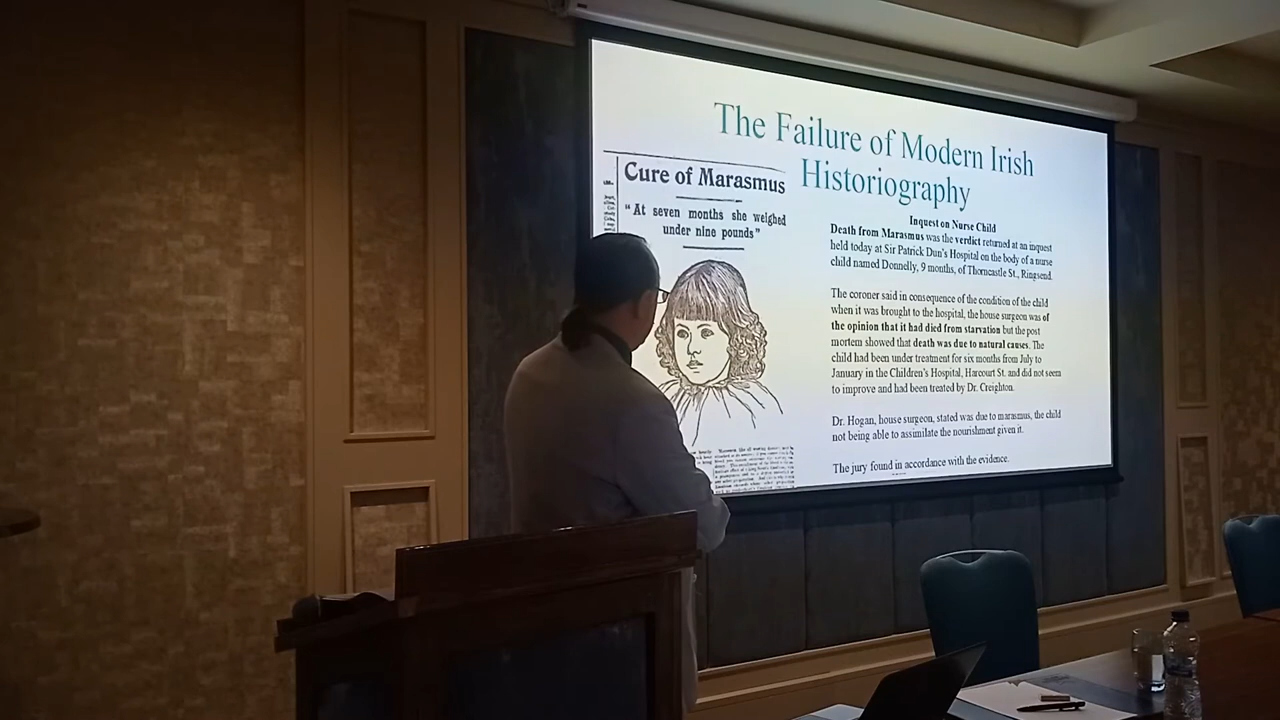 The Failure of Modern Irish
Historiography
Cure of Marasmus
"At seven months she weighed
under nine pounds"
Inquest on Nurse Child
Death from Marasmus was the verdict returned at an inquest
held today at Sir Patrick Dun's Hospital on the body of a nurse
child named Donnelly, 9 months, of Thorncastle St., Ringsend.
The coroner said in consequence of the condition of the child
when it was brought to the hospital, the house surgeon was of
the opinion that it had died from starvation but the post
mortem showed that death was due to natural causes. The
child had been under treatment for six months from July to
January in the Children's Hospital, Harcourt St. and did not seem
to improve and had been treated by Dr. Creighton.
Dr. Hogan, house surgeon, stated was due to marasmus, the child
not being able to assimilate the nourishment given it.
The jury found in accordance with the evidence.